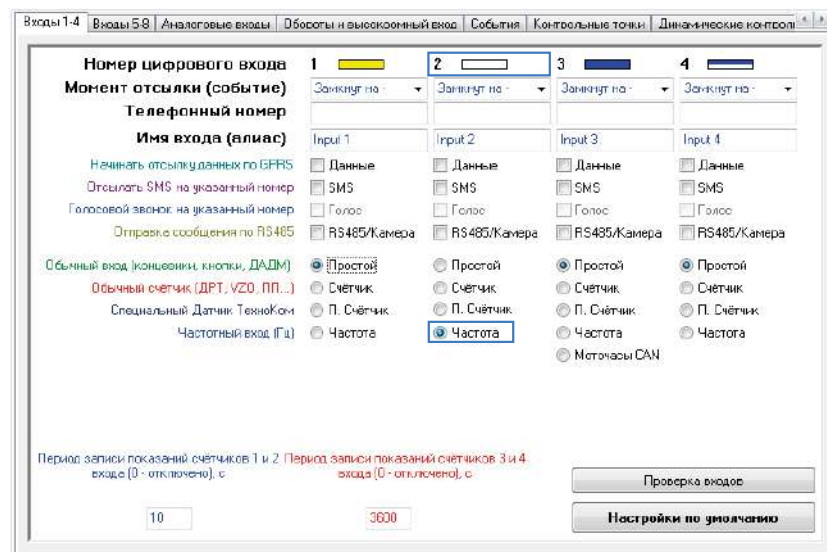 Входы 1-4 Входы 5-8 Аналоговые входы Обороты и высокоомный вход События Контрольные точки Динамические контрол
Номер цифрового входа 1 2 3 4
Момент отсылки (событие) Замкнут на - Замкнут на - Замкнут на - Замкнут на -
Телефонный номер
Имя входа (алиас) Input 1 Input 2 Input 3 Input 4
Начинать отсылку данных по GPRS Данные Данные Данные Данные
Отсылать SMS на указанный номер SMS SMS SMS SMS
Голосовой звонок на указанный номер Голос Голос Голос Голос
Отправка сообщения по RS485 RS485/Камера RS485/Камера RS485/Камера RS485/Камера
Обычный вход (концевики, кнопки, ДАДМ) Простой Простой Простой Простой
Обычный счётчик (ДРТ, VZO, ПП...) Счётчик Счётчик Счётчик Счётчик
Специальный Датчик ТехноКом П. Счётчик П. Счётчик П. Счётчик П. Счётчик
Частотный вход (Гц) Частота Частота Частота Частота
Моточасы CAN
Период записи показаний счётчиков 1 и 2 Период записи показаний счётчиков 3 и 4
входа (0 - отключено), с входа (0 - отключено), с
Проверка входов
10 3600 Настройки по умолчанию